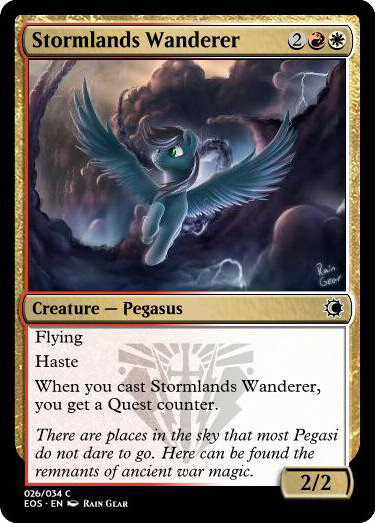 Stormlands Wanderer 2
Rain
Gear
Creature — Pegasus
Flying
Haste
When you cast Stormlands Wanderer,
you get a Quest counter.
There are places in the sky that most Pegasi
do not dare to go. Here can be found the
remnants of ancient war magic.
2/2
026/034 C
EOS • EN Rain Gear